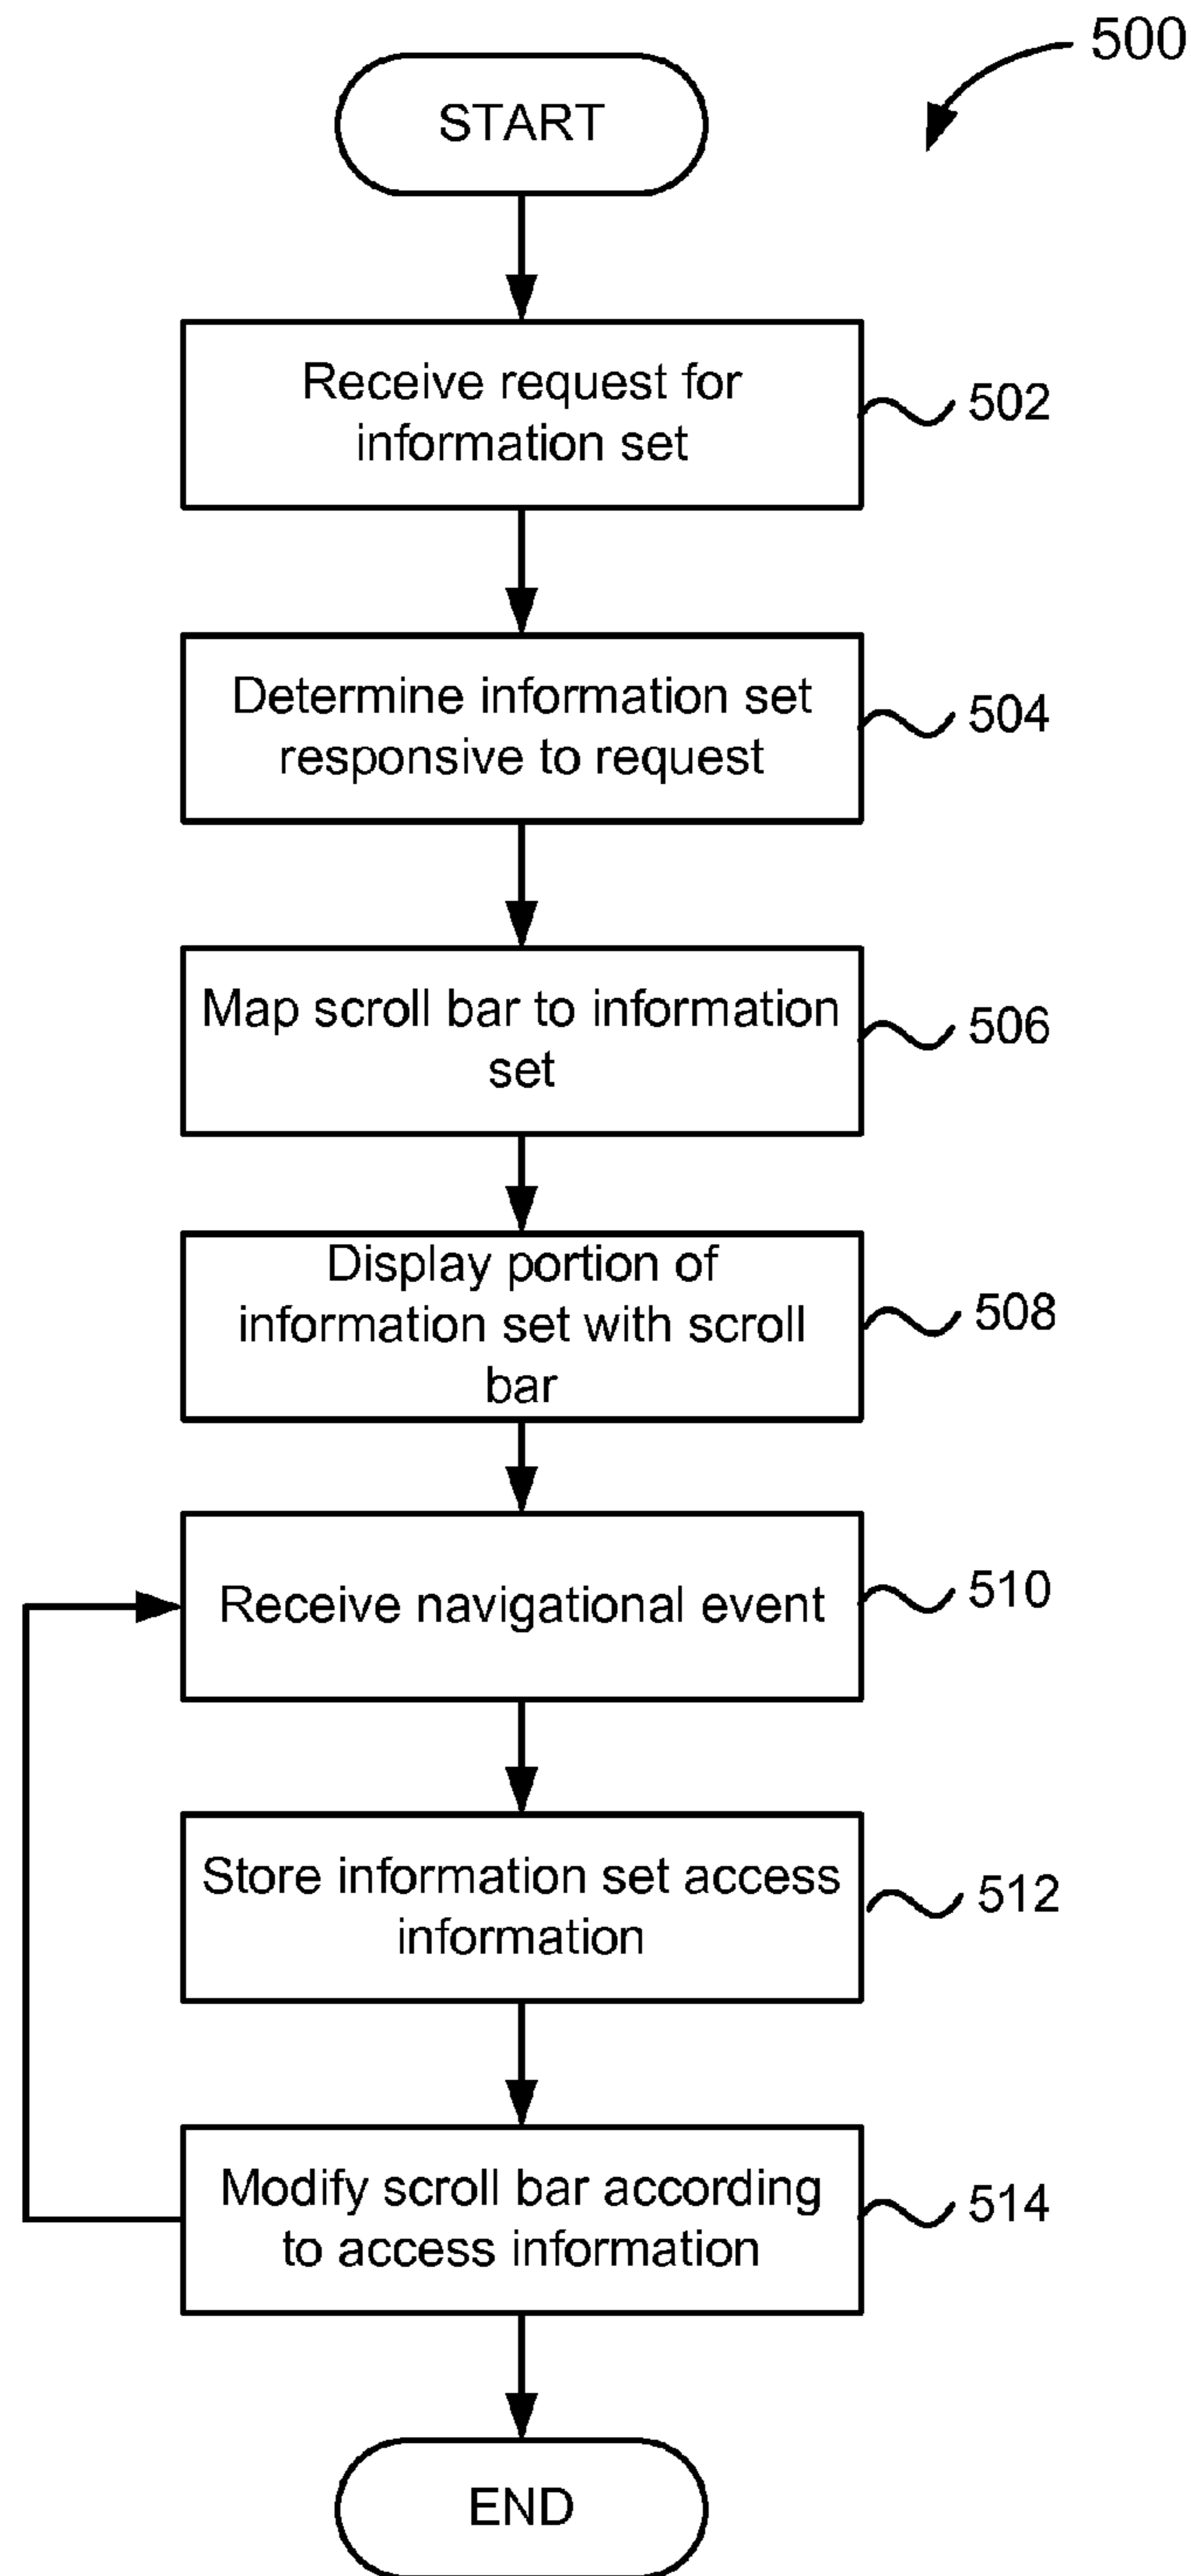 500
START
Receive request for
information set
502
Determine information set
responsive to request
504
Map scroll bar to information
set
506
Display portion of
information set with scroll
bar
508
Receive navigational event
510
Store information set access
information
512
Modify scroll bar according
to access information
514
END